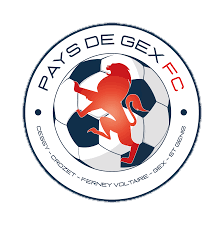 PAYS DE GEX FC
CESSY - CROZET - FERNEY VOLTAIRE - GEX - ST GENIS